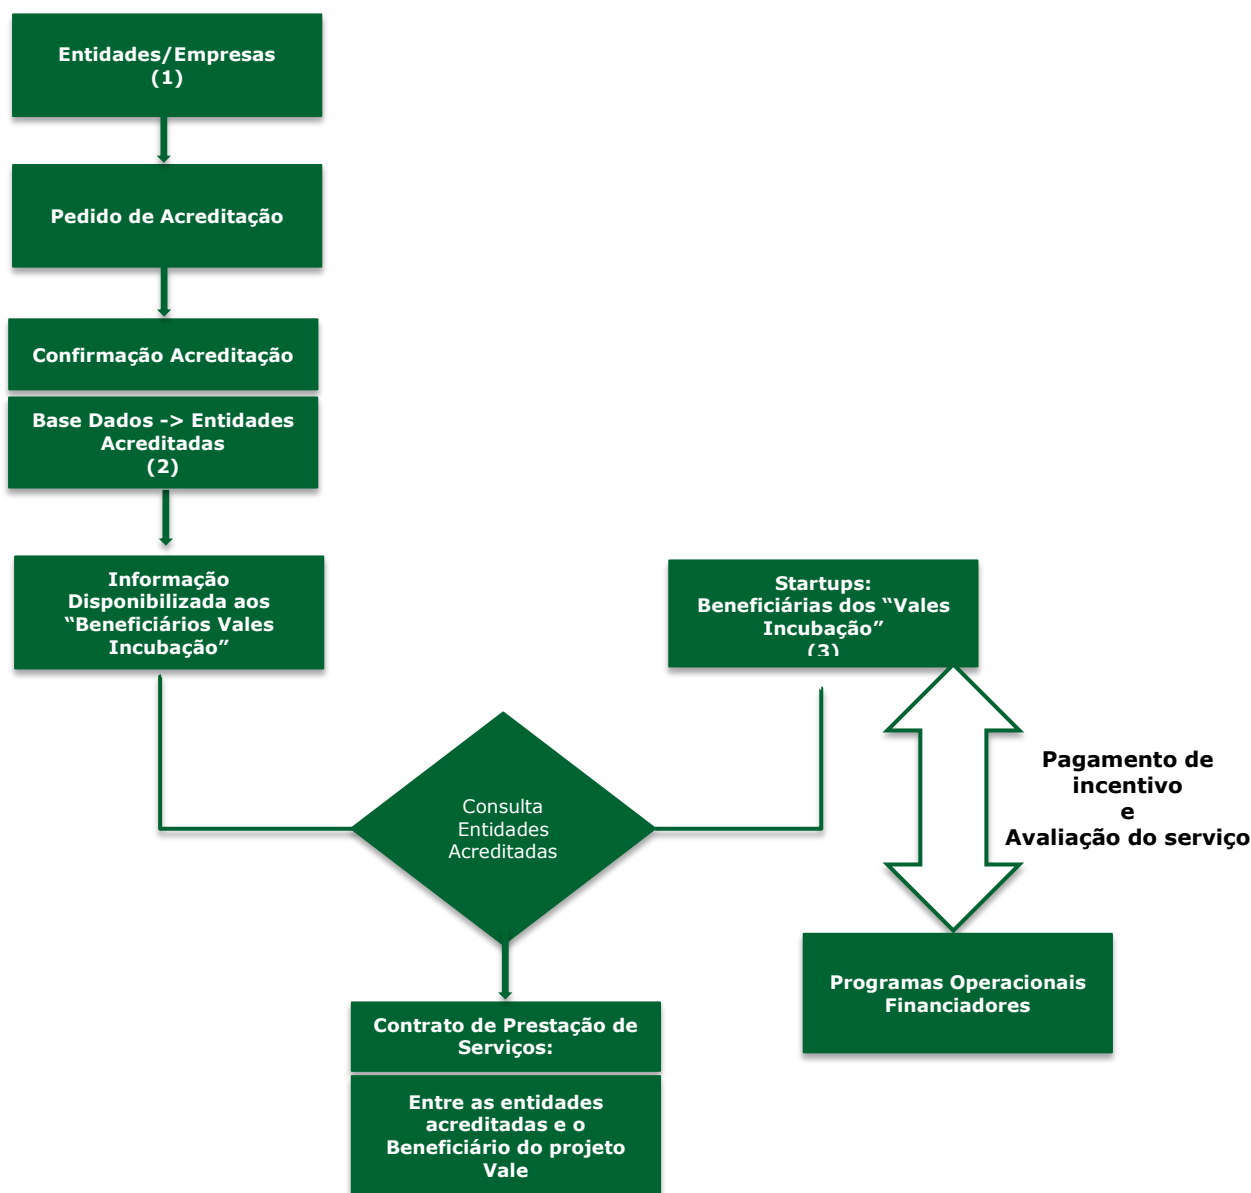 Entidades/Empresas
(1)
Pedido de Acreditação
Confirmação Acreditação
Base Dados -> Entidades
Acreditadas
(2)
Informação
Disponibilizada aos
“Beneficiários Vales
Incubação”
Startups:
Beneficiárias dos “Vales
Incubação”
(3)
Consulta
Entidades
Acreditadas
Pagamento de
incentivo
e
Avaliação do serviço
Programas Operacionais
Financiadores
Contrato de Prestação de
Serviços:
Entre as entidades
acreditadas e o
Beneficiário do projeto
Vale